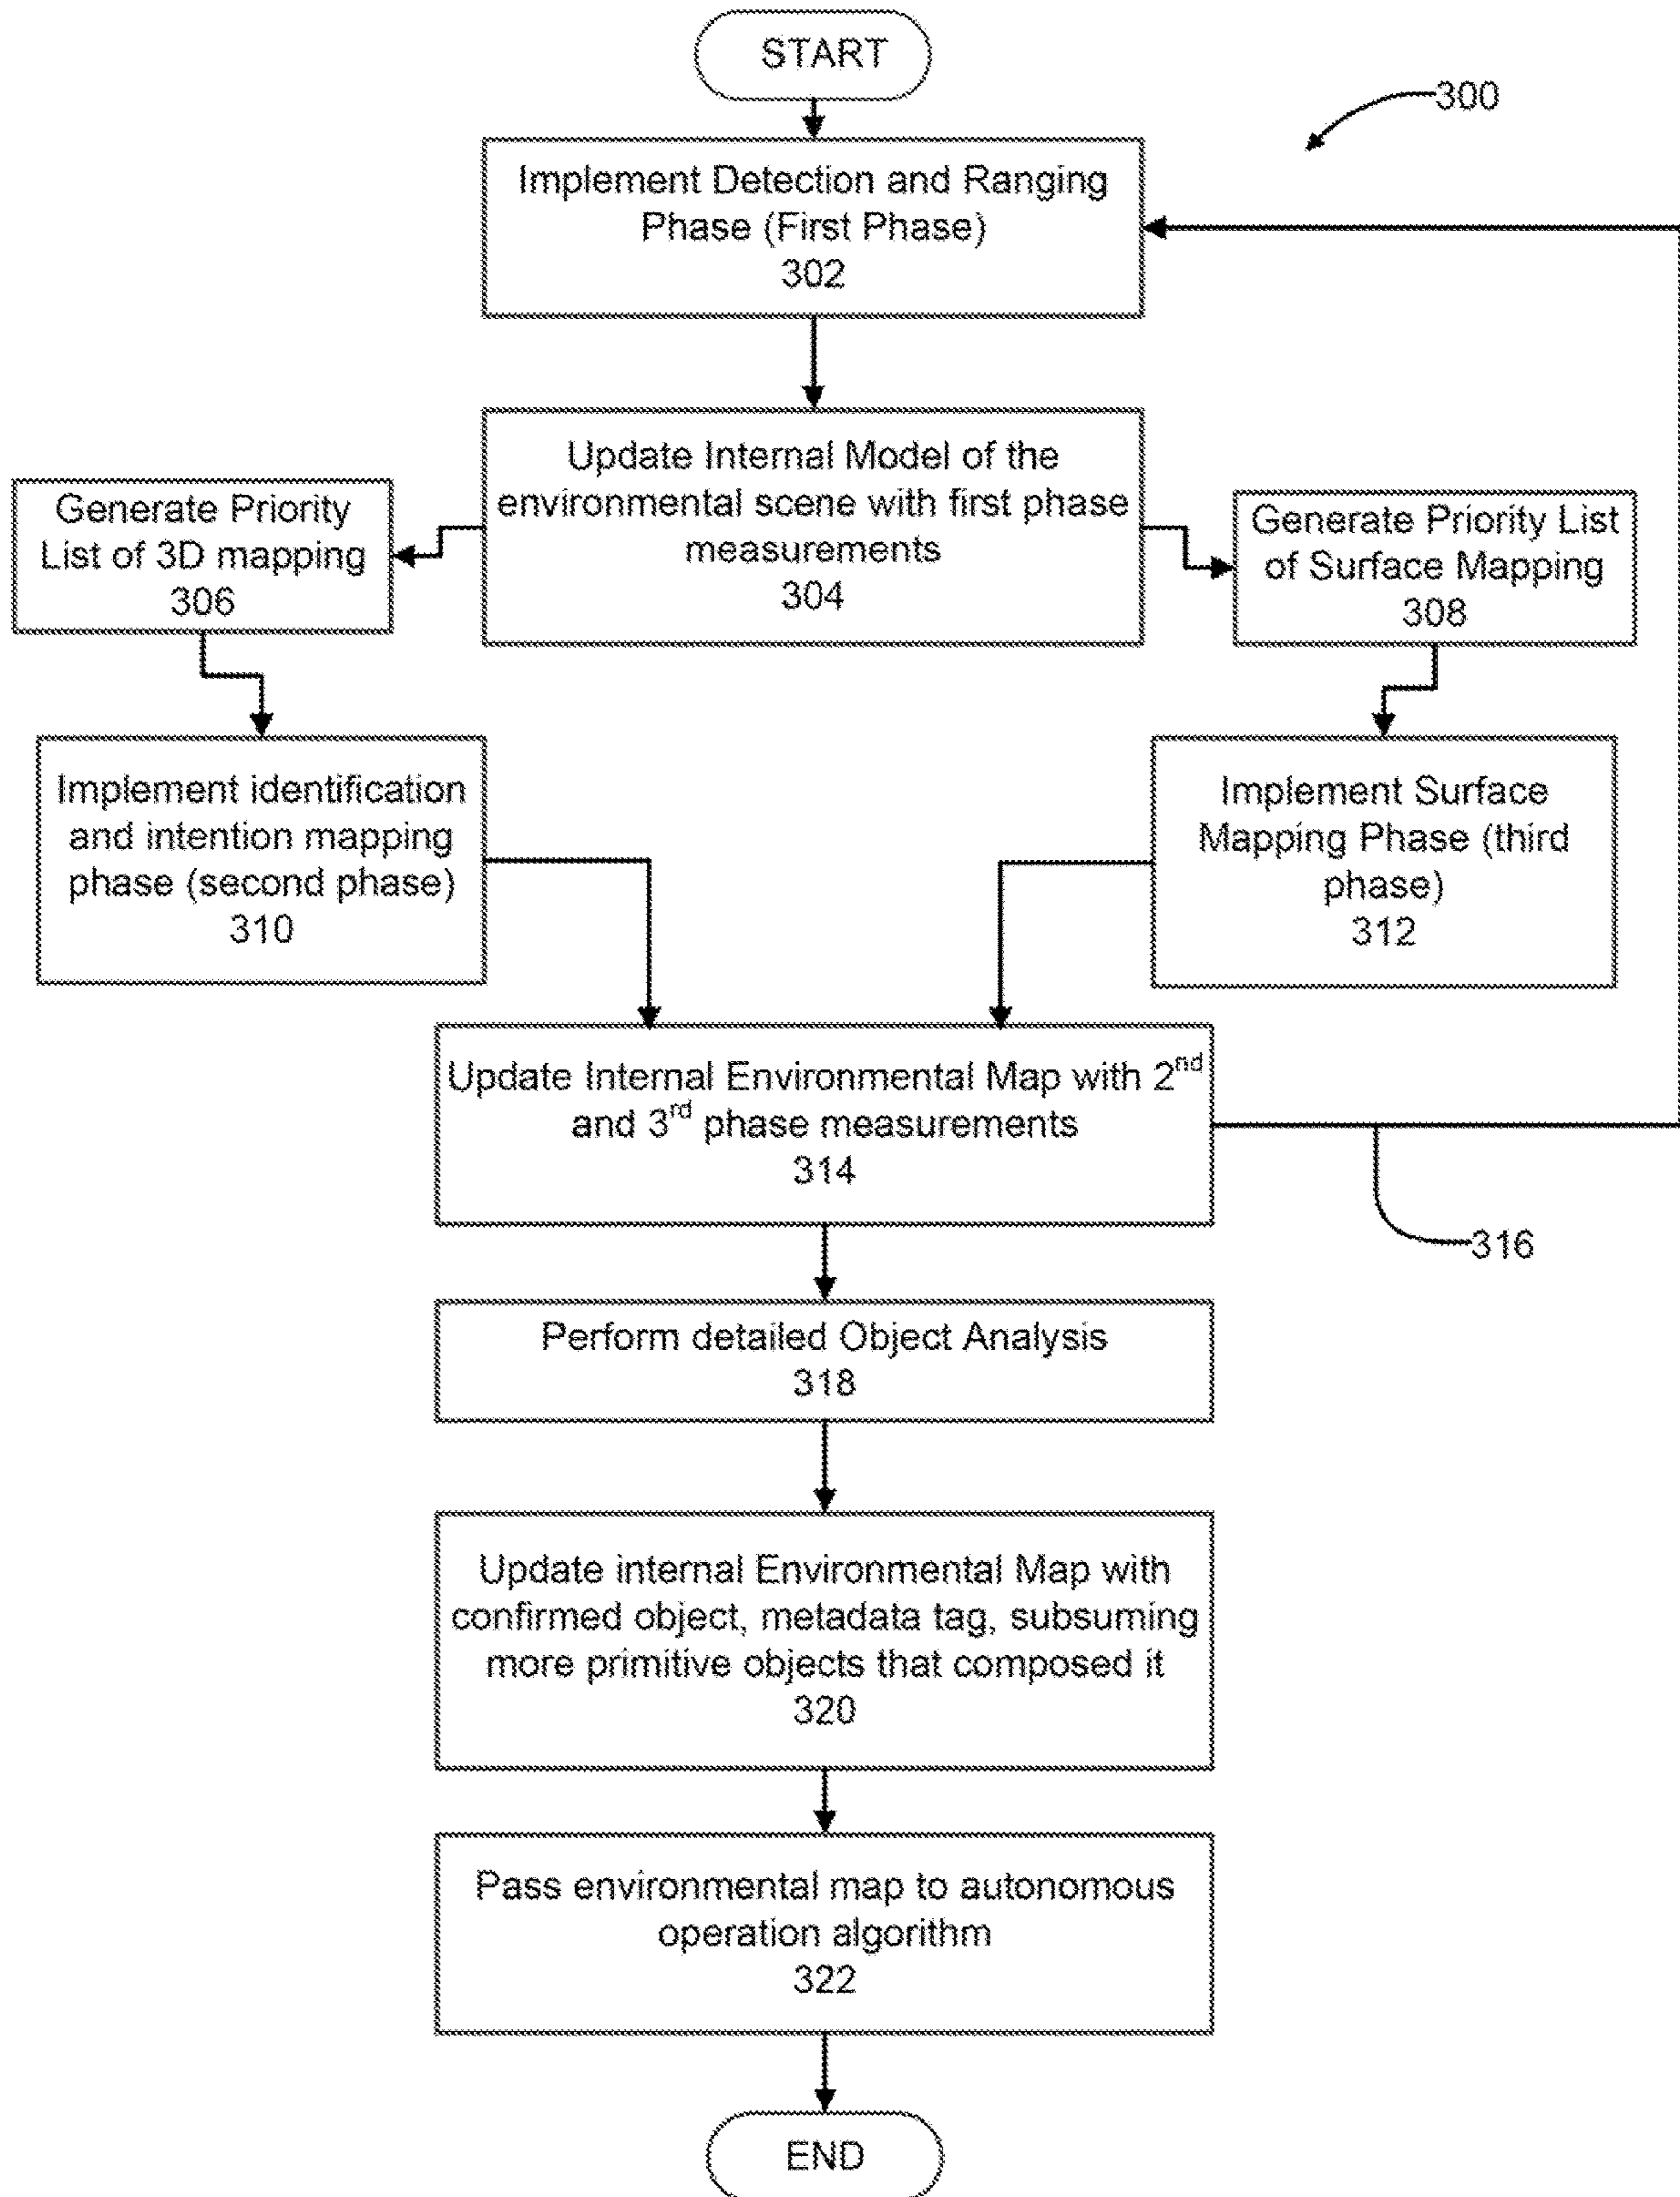 START
300
Implement Detection and Ranging
Phase (First Phase)
302
Update Internal Model of the
environmental scene with first phase
measurements
304
Generate Priority
List of 3D mapping
306
Generate Priority List
of Surface Mapping
308
Implement identification
and intention mapping
phase (second phase)
310
Implement Surface
Mapping Phase (third
phase)
312
Update Internal Environmental Map with 2nd
and 3rd phase measurements
314
316
Perform detailed Object Analysis
318
Update internal Environmental Map with
confirmed object, metadata tag, subsuming
more primitive objects that composed it
320
Pass environmental map to autonomous
operation algorithm
322
END